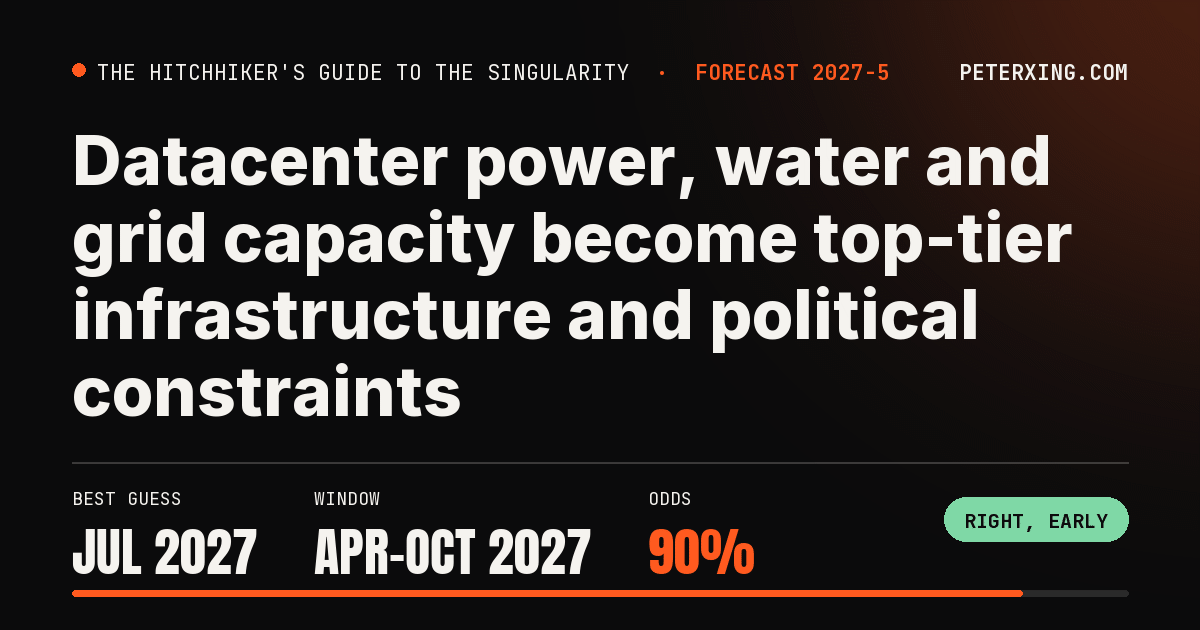 THE HITCHHIKER'S GUIDE TO THE SINGULARITY · FORECAST 2027-5 PETERXING.COM
Datacenter power, water and
grid capacity become top-tier
infrastructure and political
constraints
BEST GUESS WINDOW ODDS
JUL 2027 APR-OCT 2027 90%
RIGHT, EARLY